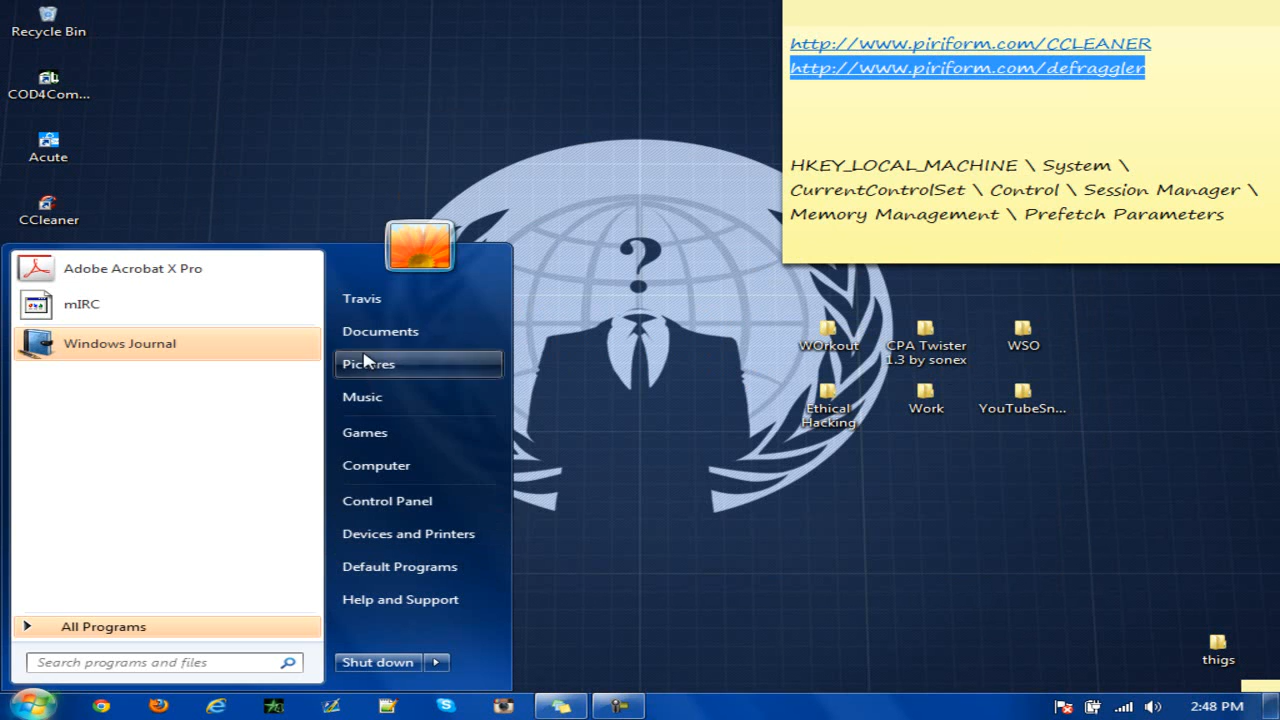 Recycle Bin
COD4Com...
Acute
CCleaner
http://www.piriform.com/CCLEANER
http://www.piriform.com/defraggler
HKEY_LOCAL_MACHINE \ System \
CurrentControlSet \ Control \ Session Manager \
Memory Management \ Prefetch Parameters
Adobe Acrobat X Pro
mIRC
Windows Journal
All Programs
Search programs and files
Travis
Documents
Pictures
Music
Games
Computer
Control Panel
Devices and Printers
Default Programs
Help and Support
Shut down
?
WOrkout
CPA Twister
1.3 by sonex
WSO
Ethical
Hacking
Work
YouTubeSn...
thigs
2:48 PM